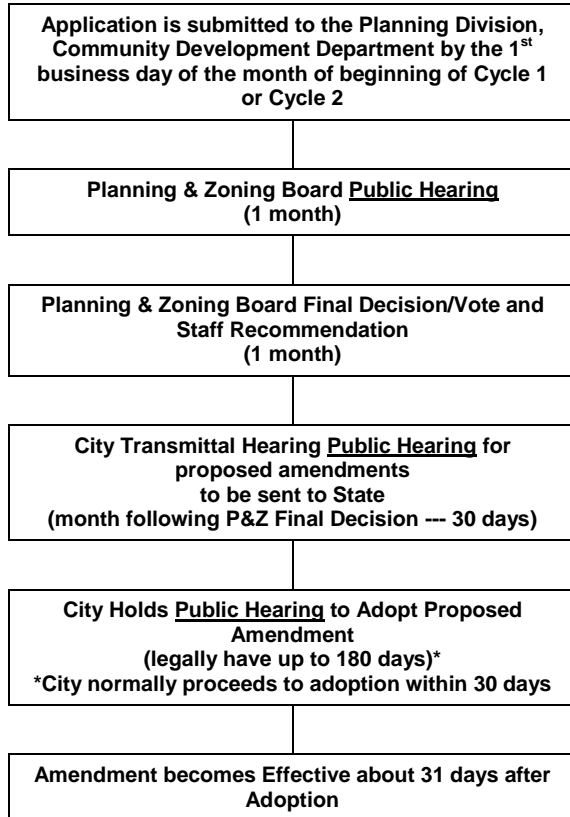 Application is submitted to the Planning Division,
Community Development Department by the 1st
business day of the month of beginning of Cycle 1
or Cycle 2
Planning & Zoning Board Public Hearing
(1 month)
Planning & Zoning Board Final Decision/Vote and
Staff Recommendation
(1 month)
City Transmittal Hearing Public Hearing for
proposed amendments
to be sent to State
(month following P&Z Final Decision --- 30 days)
City Holds Public Hearing to Adopt Proposed
Amendment
(legally have up to 180 days)*
*City normally proceeds to adoption within 30 days
Amendment becomes Effective about 31 days after
Adoption